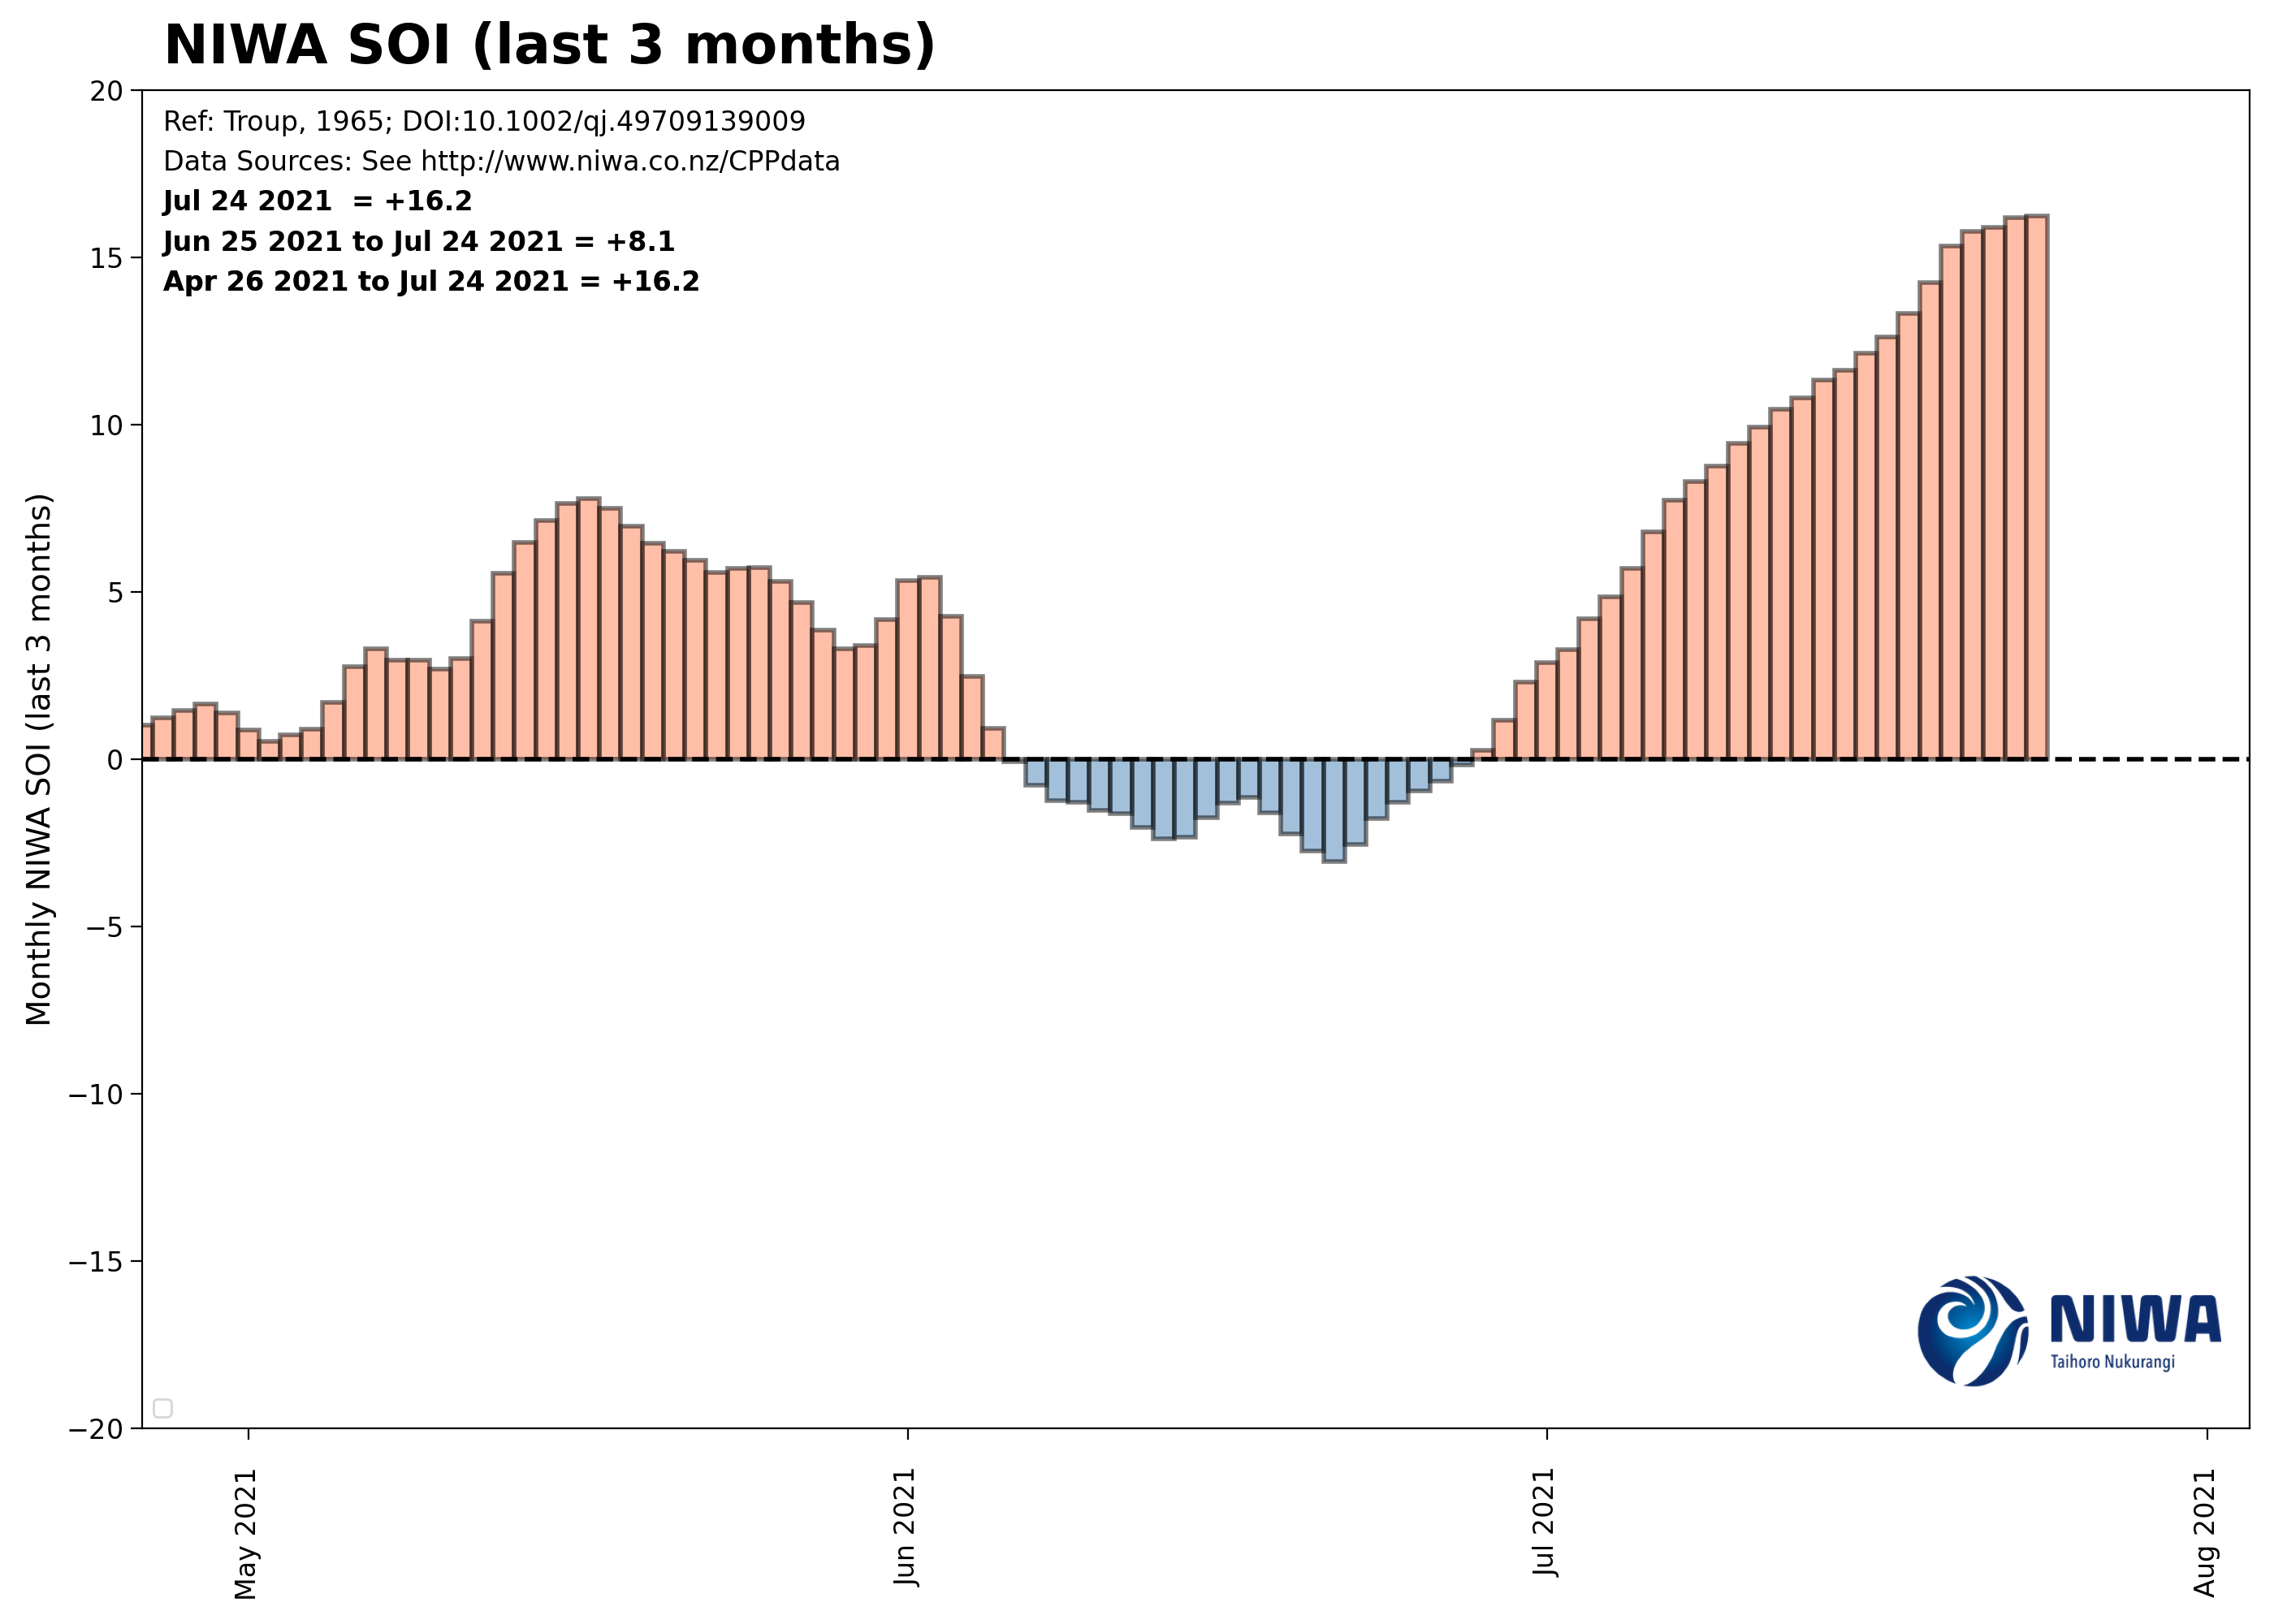 NIWA SOI (last 3 months)
Ref: Troup, 1965; DOI:10.1002/qj.49709139009
Data Sources: See http://www.niwa.co.nz/CPPdata
Jul 24 2021  = +16.2
Jun 25 2021 to Jul 24 2021 = +8.1
Apr 26 2021 to Jul 24 2021 = +16.2
Monthly NIWA SOI (last 3 months)
20
15
10
5
0
−5
−10
−15
−20
NIWA
Taihoro Nukurangi
May 2021
Jun 2021
Jul 2021
Aug 2021